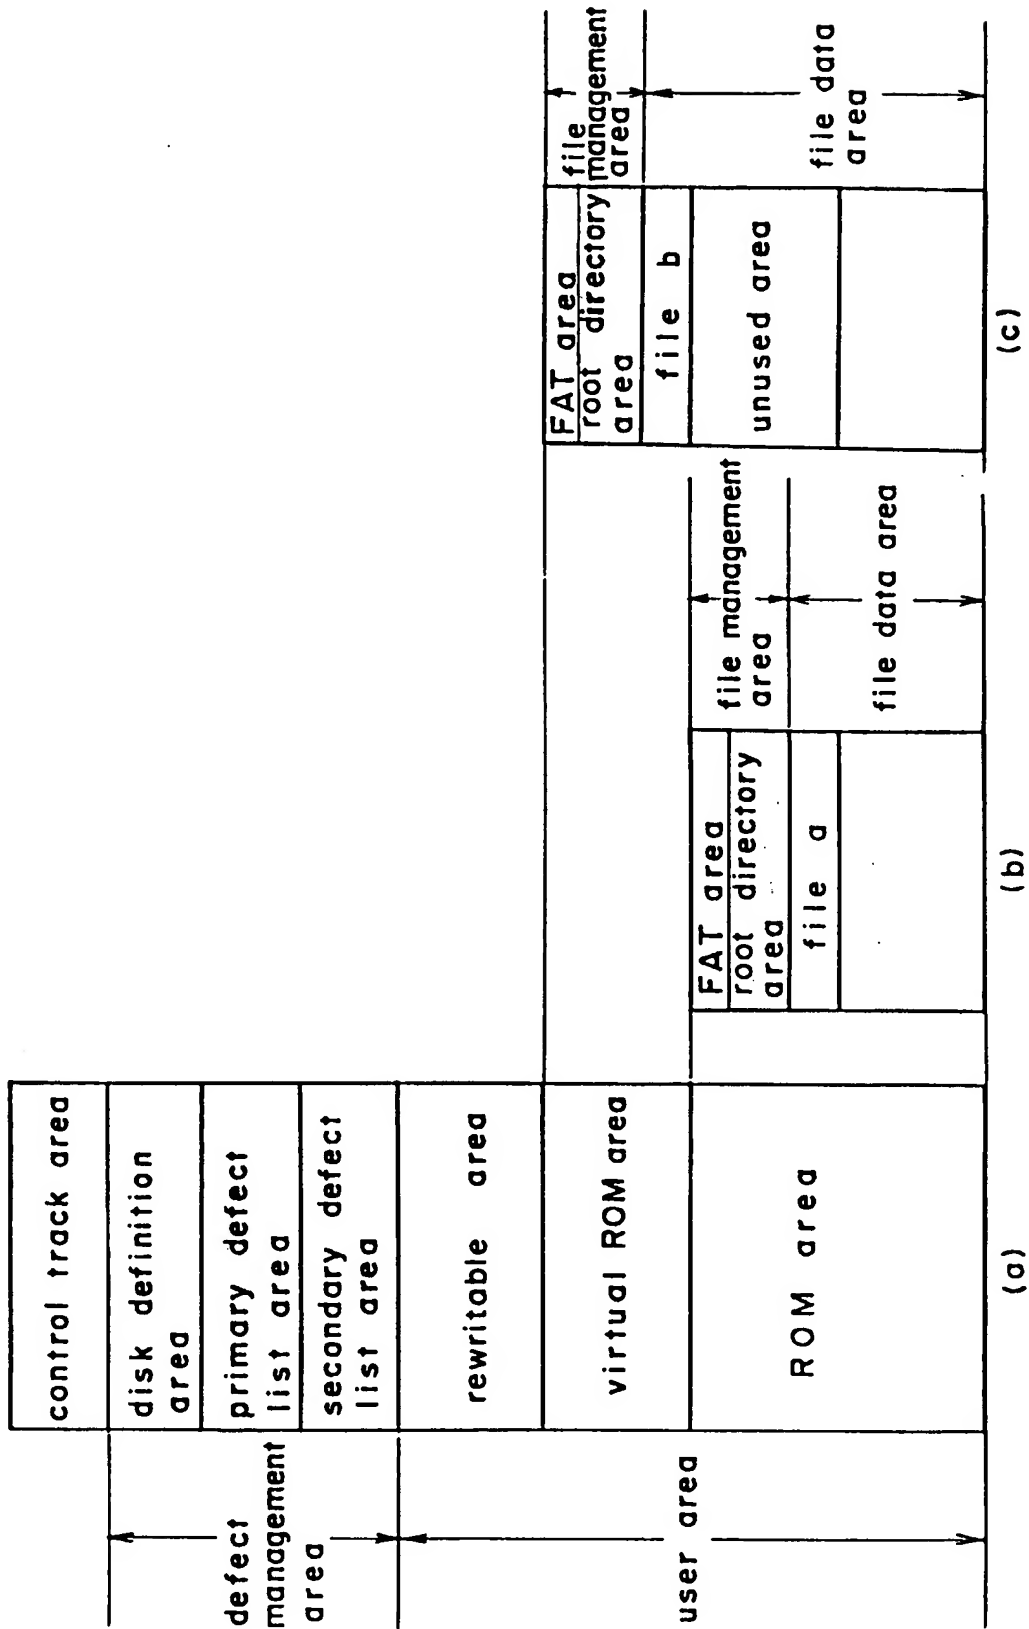 control track area
disk definition
area
primary defect
list area
secondary defect
list area
rewritable area
virtual ROM area
ROM area
defect
management
area
user area
(a)
FAT area
root directory
area
file a
file management
area
file data area
(b)
FAT area
root directory
area
file b
unused area
file
management
area
file data
area
(c)